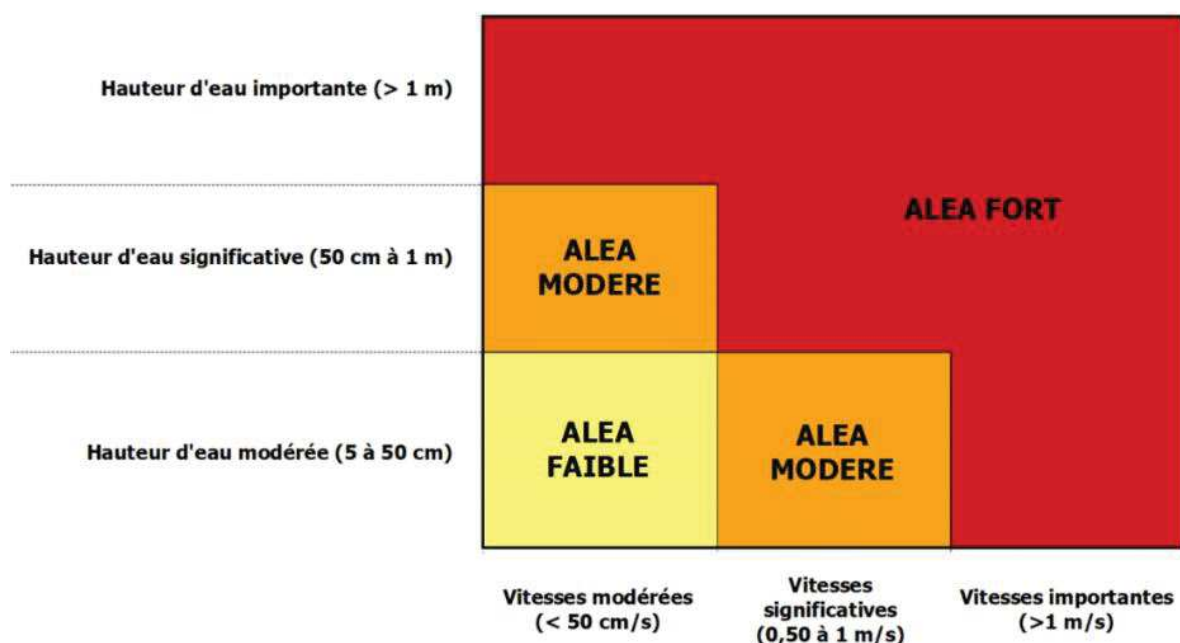 Hauteur d'eau importante (> 1 m)
ALEA FORT
Hauteur d'eau significative (50 cm à 1 m)
ALEA
MODERE
Hauteur d'eau modérée (5 à 50 cm)
ALEA
FAIBLE
ALEA
MODERE
Vitesses modérées
(< 50 cm/s)
Vitesses
significatives
(0,50 à 1 m/s)
Vitesses importantes
(>1 m/s)